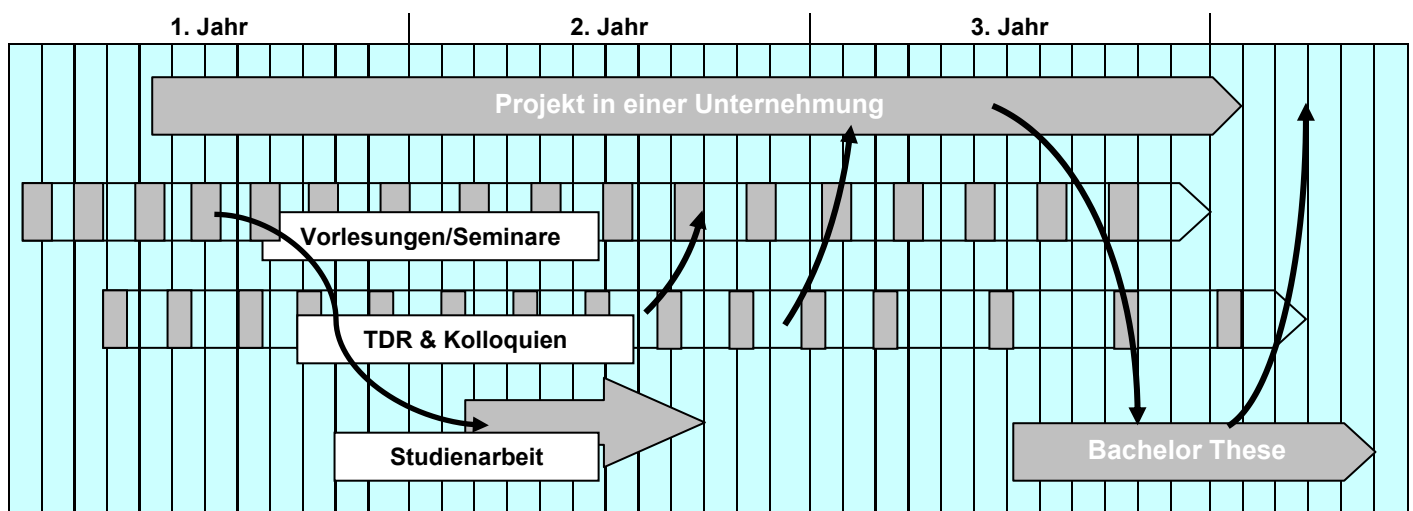 1. Jahr 2. Jahr 3. Jahr
Projekt in einer Unternehmung
Vorlesungen/Seminare
TDR & Kolloquien
Studienarbeit
Bachelor These